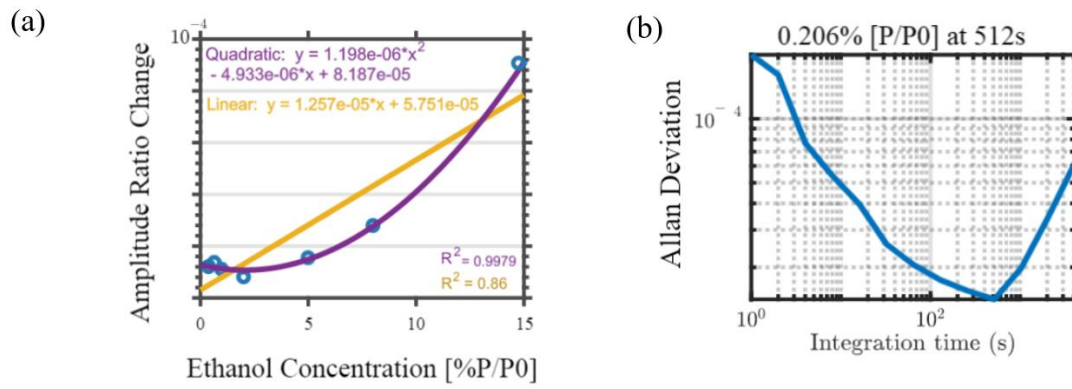 (a)
10⁻⁴
Quadratic: y = 1.198e-06*x²
- 4.933e-06*x + 8.187e-05
Linear: y = 1.257e-05*x + 5.751e-05
Amplitude Ratio Change
R² = 0.9979
R² = 0.86
0 5 10 15
Ethanol Concentration [%P/P0]
(b)
0.206% [P/P0] at 512s
Allan Deviation
10⁻⁴
10⁰ 10²
Integration time (s)